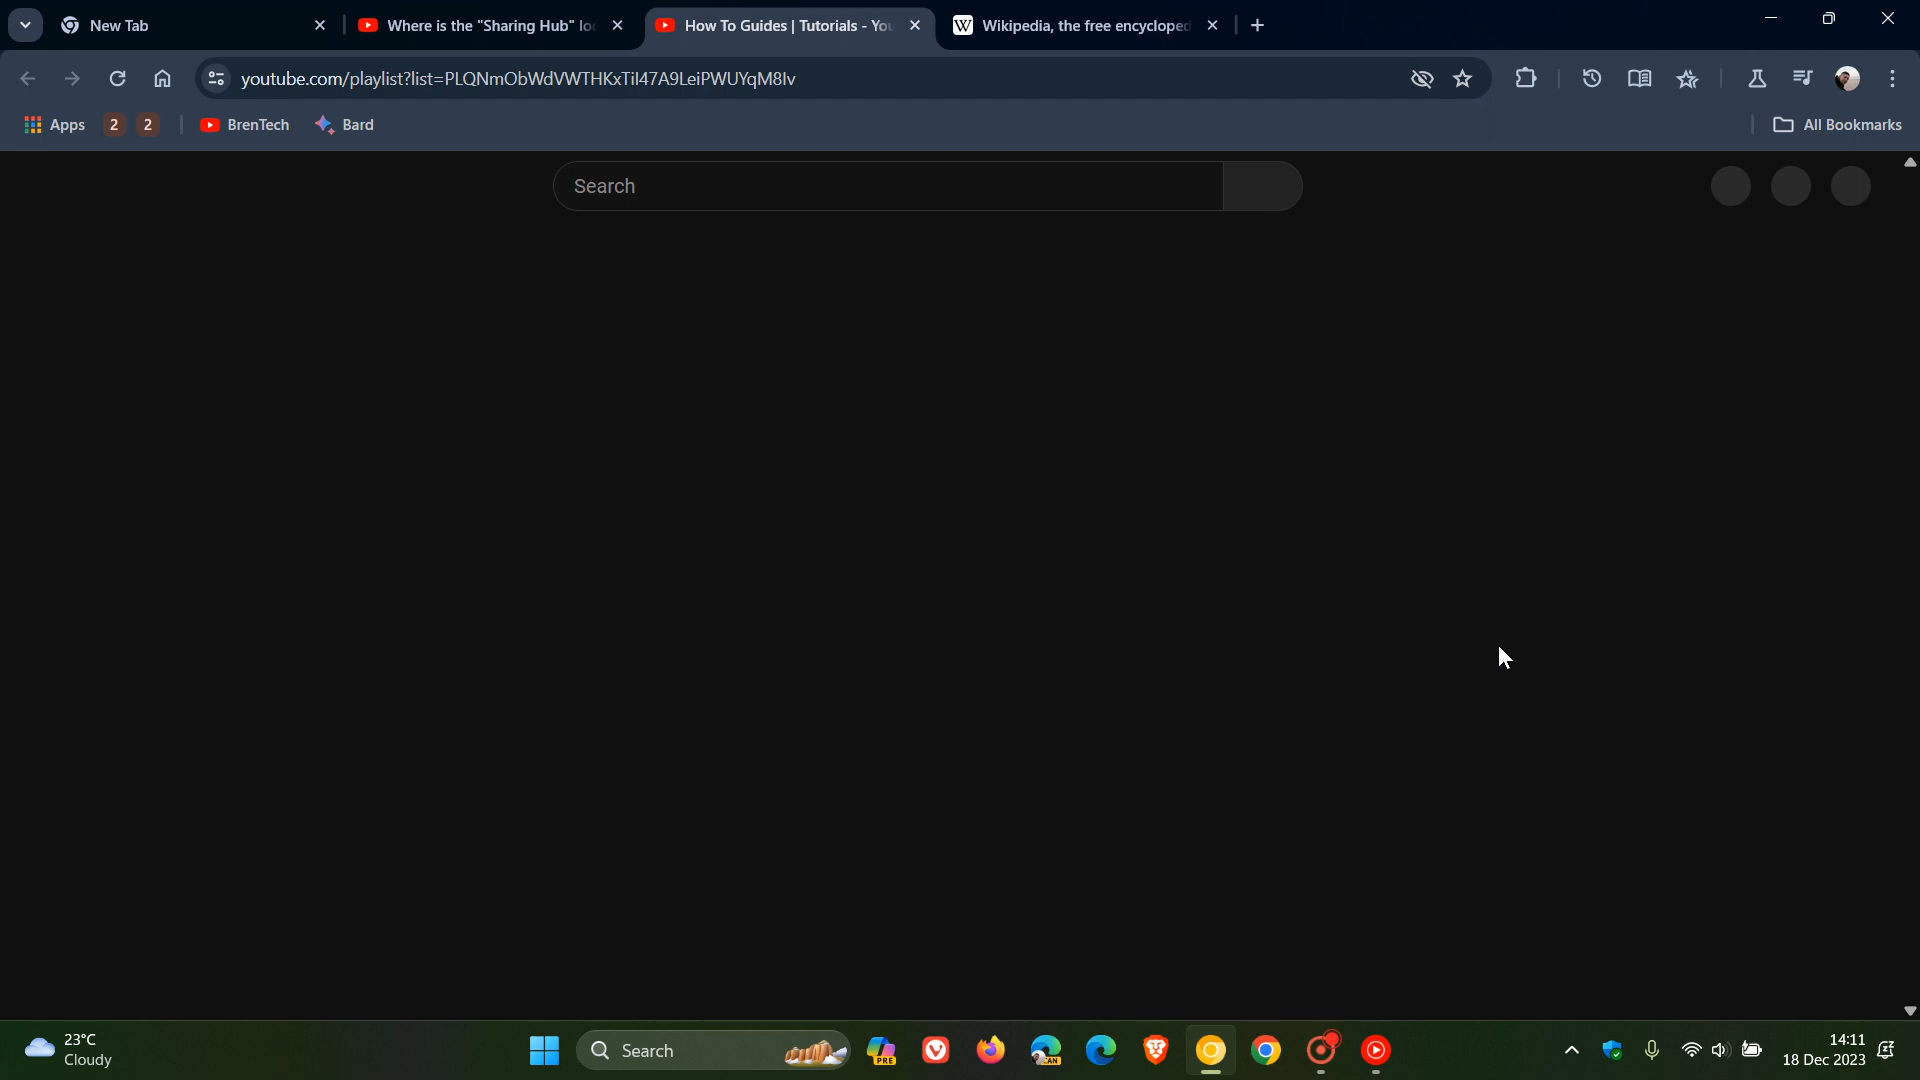 New Tab
Where is the "Sharing Hub" lo
How To Guides | Tutorials - You
W Wikipedia, the free encycloped
youtube.com/playlist?list=PLQNmObWdVWTHKxTil47A9LeiPWUYqM8lv
Apps
2
2
BrenTech
Bard
All Bookmarks
Search
23°C
Cloudy
Search
PRE
CAN
14:11
18 Dec 2023